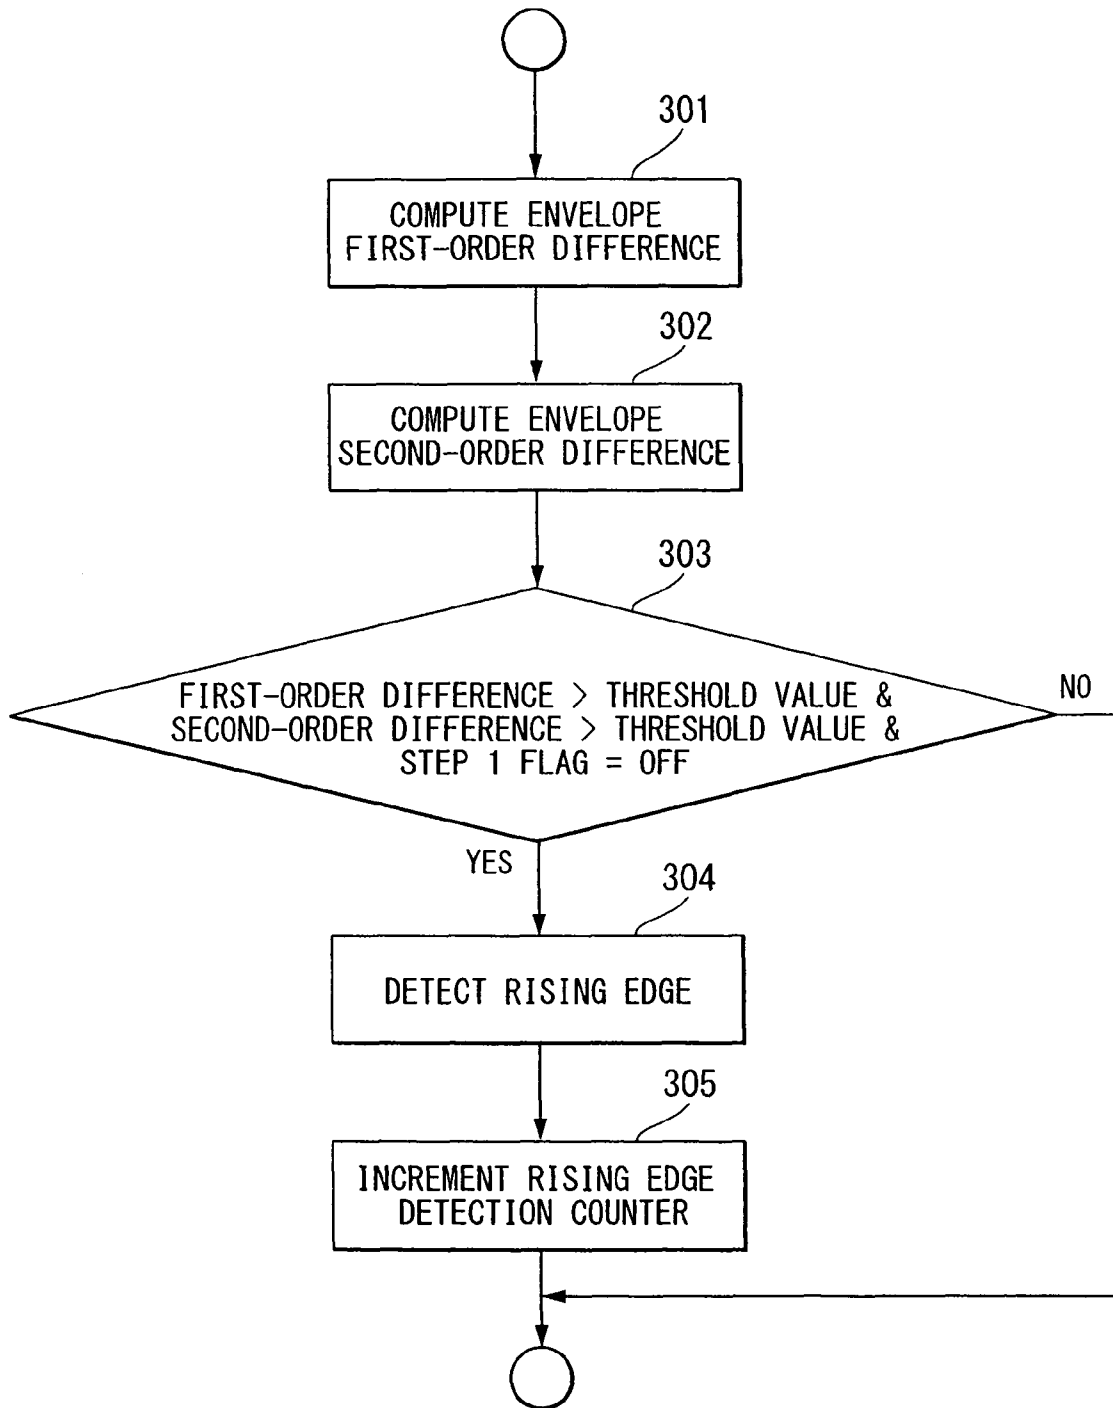 301
COMPUTE ENVELOPE
FIRST-ORDER DIFFERENCE
302
COMPUTE ENVELOPE
SECOND-ORDER DIFFERENCE
303
FIRST-ORDER DIFFERENCE > THRESHOLD VALUE &
SECOND-ORDER DIFFERENCE > THRESHOLD VALUE &
STEP 1 FLAG = OFF
NO
YES
304
DETECT RISING EDGE
305
INCREMENT RISING EDGE
DETECTION COUNTER